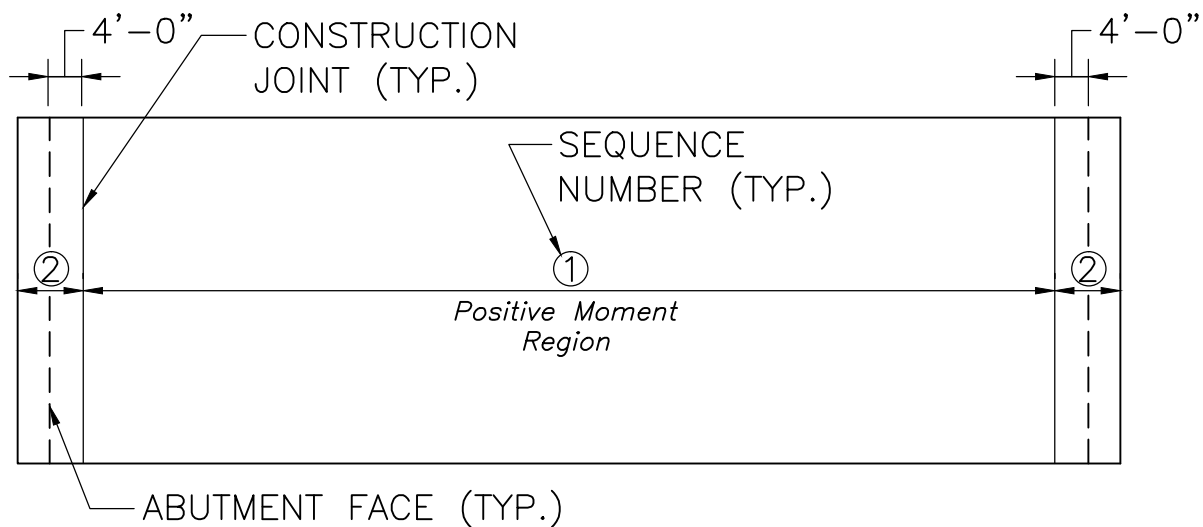 4'-0"
CONSTRUCTION
JOINT (TYP.)
4'-0"
SEQUENCE
NUMBER (TYP.)
2
1
2
Positive Moment
Region
ABUTMENT FACE (TYP.)